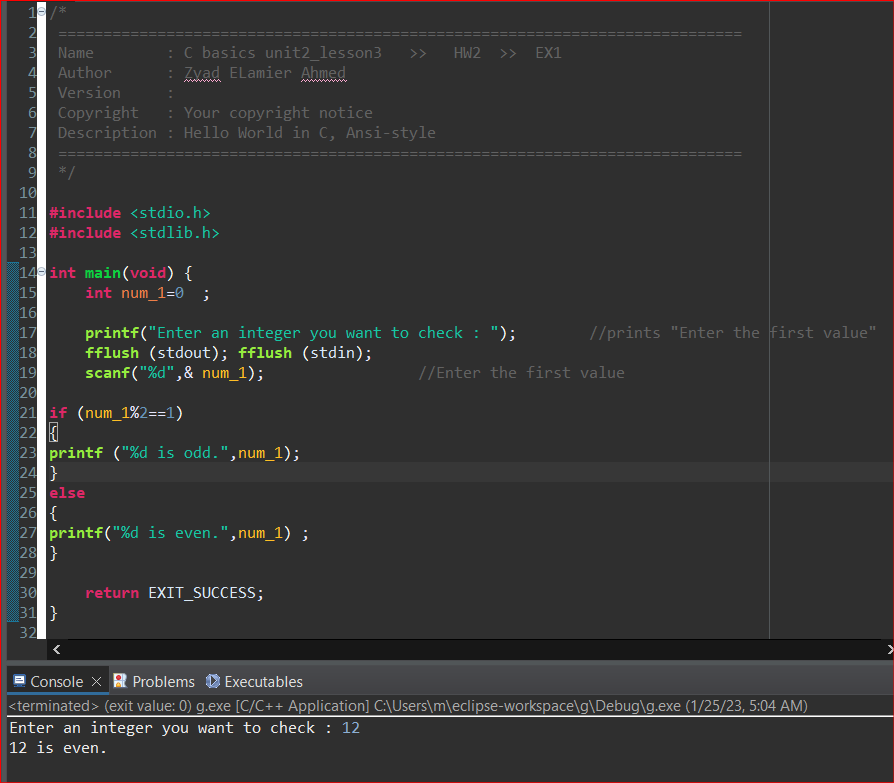 1 /*
2 ============================================================================
3 Name        : C basics unit2_lesson3   >>   HW2  >>  EX1
4 Author      : Zyad ELamier Ahmed
5 Version     :
6 Copyright   : Your copyright notice
7 Description : Hello World in C, Ansi-style
8 ============================================================================
9 */
10
11 #include <stdio.h>
12 #include <stdlib.h>
13
14 int main(void) {
15     int num_1=0  ;
16
17     printf("Enter an integer you want to check : ");        //prints "Enter the first value"
18     fflush (stdout); fflush (stdin);
19     scanf("%d",& num_1);                 //Enter the first value
20
21 if (num_1%2==1)
22 {
23 printf ("%d is odd.",num_1);
24 }
25 else
26 {
27 printf("%d is even.",num_1) ;
28 }
29
30     return EXIT_SUCCESS;
31 }
32
Console Problems Executables
<terminated> (exit value: 0) g.exe [C/C++ Application] C:\Users\m\eclipse-workspace\g\Debug\g.exe (1/25/23, 5:04 AM)
Enter an integer you want to check : 12
12 is even.